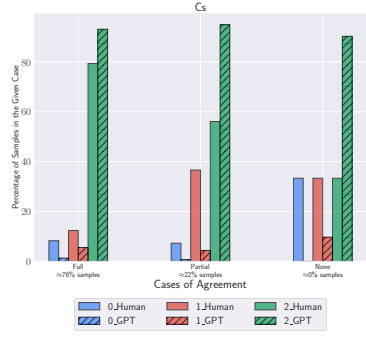 Cs
Percentage of Samples in the Given Case
80
60
40
20
0
Full
≈76% samples
Partial
≈22% samples
None
≈0% samples
Cases of Agreement
0_Human
1_Human
2_Human
0_GPT
1_GPT
2_GPT